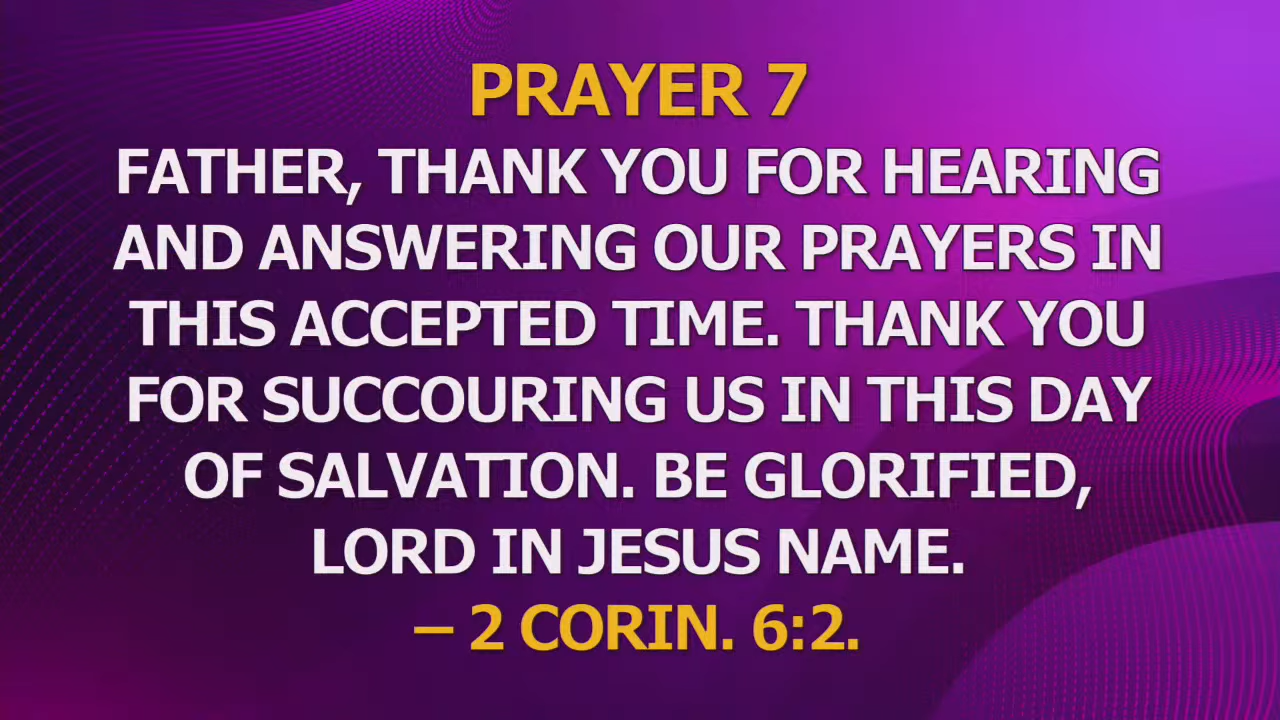 PRAYER 7
FATHER, THANK YOU FOR HEARING
AND ANSWERING OUR PRAYERS IN
THIS ACCEPTED TIME. THANK YOU
FOR SUCCOURING US IN THIS DAY
OF SALVATION. BE GLORIFIED,
LORD IN JESUS NAME.
– 2 CORIN. 6:2.